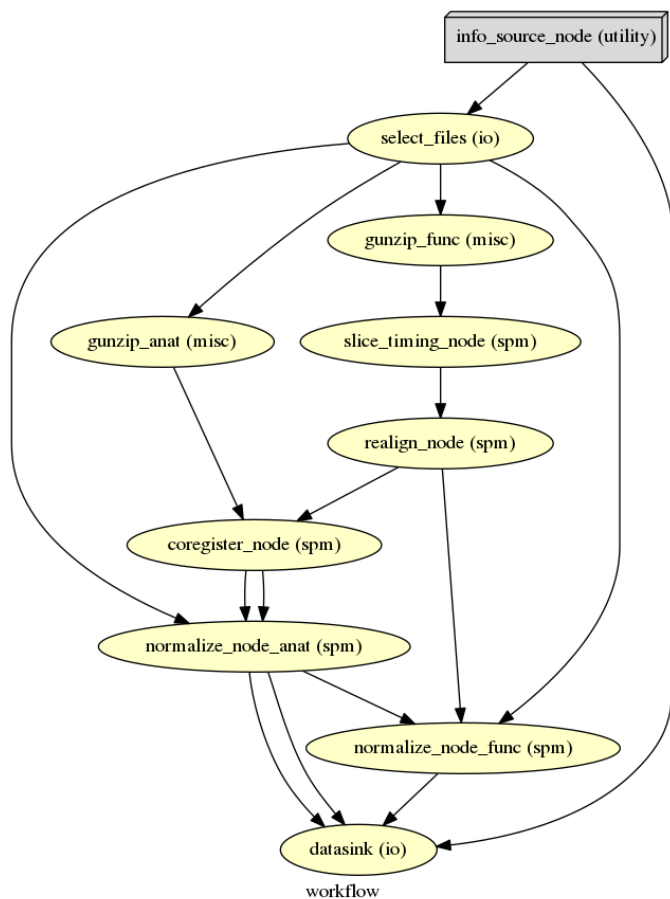 info_source_node (utility)
select_files (io)
gunzip_func (misc)
gunzip_anat (misc)
slice_timing_node (spm)
realign_node (spm)
coregister_node (spm)
normalize_node_anat (spm)
normalize_node_func (spm)
datasink (io)
workflow